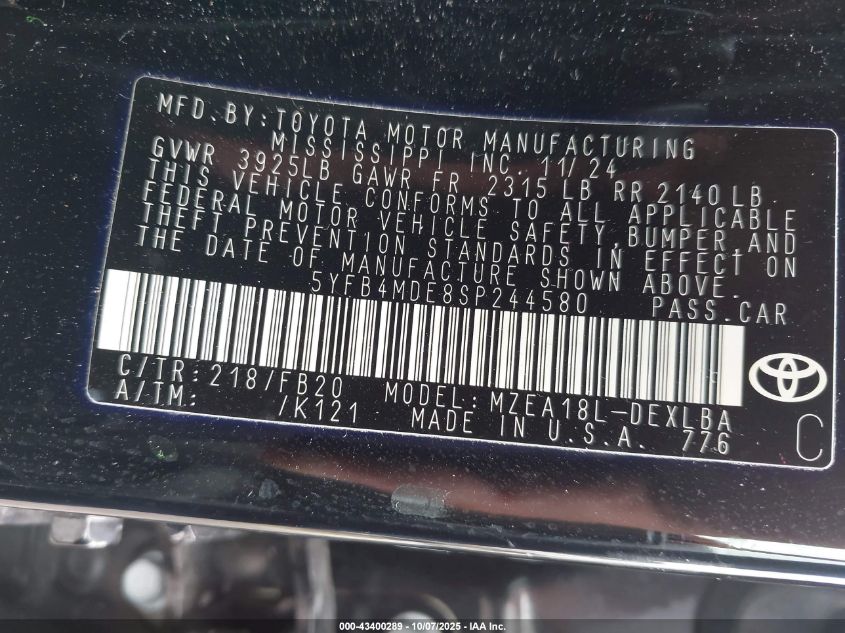 MFD. BY: TOYOTA MOTOR MANUFACTURING
MISSISSIPPI INC. 11/24
GVWR 3925LB GAWR FR 2315 LB RR 2140 LB
THIS VEHICLE CONFORMS TO ALL APPLICABLE
FEDERAL MOTOR VEHICLE SAFETY, BUMPER, AND
THEFT PREVENTION STANDARDS IN EFFECT ON
THE DATE OF MANUFACTURE SHOWN ABOVE.
5YFB4MDE8SP244580 PASS. CAR
C/TR: 218/FB20 MODEL: MZEA18L-DEXLBA
A/TM: /K121 MADE IN U.S.A. 776
C
000-43400289 - 10/07/2025 - IAA Inc.